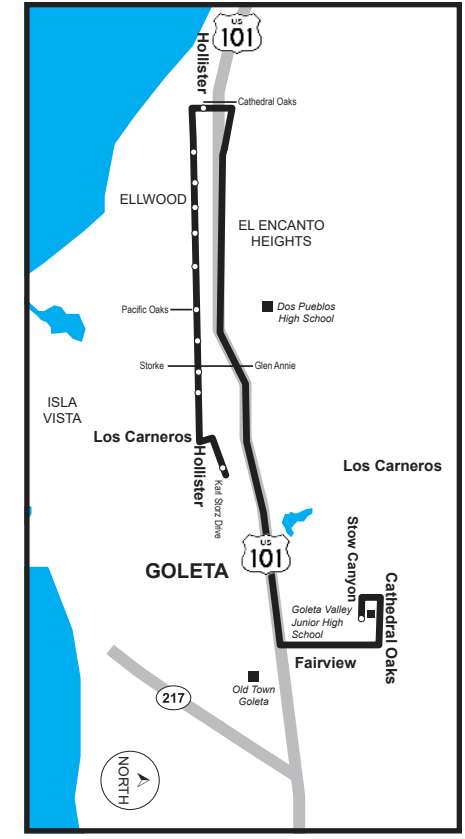 US
101
Hollister
Cathedral Oaks
ELLWOOD
EL ENCANTO
HEIGHTS
Dos Pueblos
High School
Pacific Oaks
Storke
Glen Annie
ISLA
VISTA
Los Carneros
Hollister
Karl Storz Drive
Los Carneros
US
101
Stow Canyon
GOLETA
Cathedral Oaks
Goleta Valley
Junior High
School
Fairview
Old Town
Goleta
217
NORTH